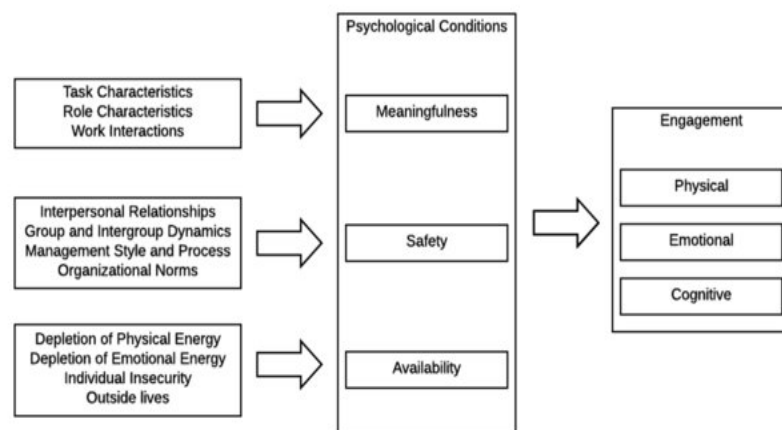 Psychological Conditions
Task Characteristics
Role Characteristics
Work Interactions
Meaningfulness
Interpersonal Relationships
Group and Intergroup Dynamics
Management Style and Process
Organizational Norms
Safety
Depletion of Physical Energy
Depletion of Emotional Energy
Individual Insecurity
Outside lives
Availability
Engagement
Physical
Emotional
Cognitive